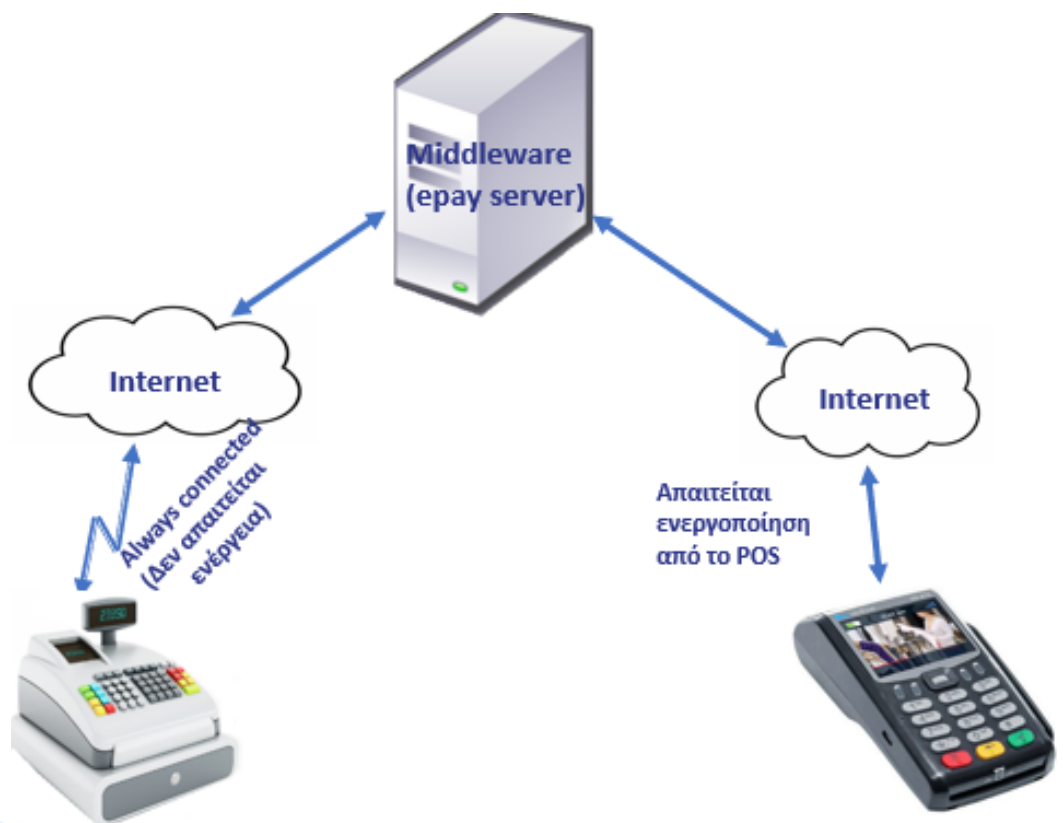 Middleware
(epay server)
Internet
Internet
Always connected
(Δεν απαιτείται
ενέργεια)
Απαιτείται
ενεργοποίηση
από το POS